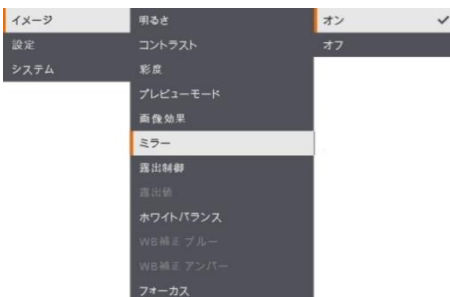 イメージ
設定
システム
明るさ
コントラスト
彩度
プレビューモード
画像効果
ミラー
露出制御
露出値
ホワイトバランス
WB補正 ブルー
WB補正 アンバー
フォーカス
オン
オフ